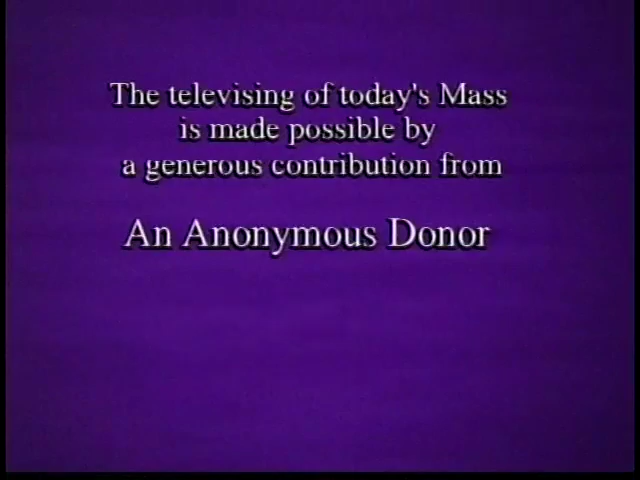 The televising of today's Mass
is made possible by
a generous contribution from
An Anonymous Donor